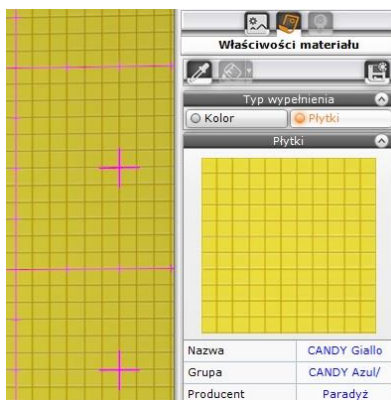 Właściwości materiału
Typ wypełnienia
Kolor
Płytki
Płytki
Nazwa CANDY Giallo
Grupa CANDY Azul/
Producent Paradyż